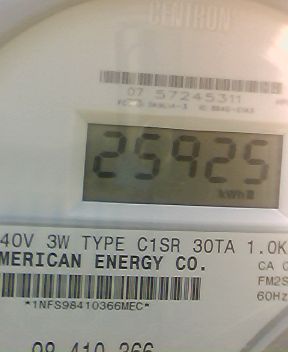 CENTRON
07 57245311
25925
kWh
40V 3W TYPE C1SR 30TA 1.0K
MERICAN ENERGY CO.
CA
FM2S
60Hz
*1NFS98410366MEC*
98 410 366